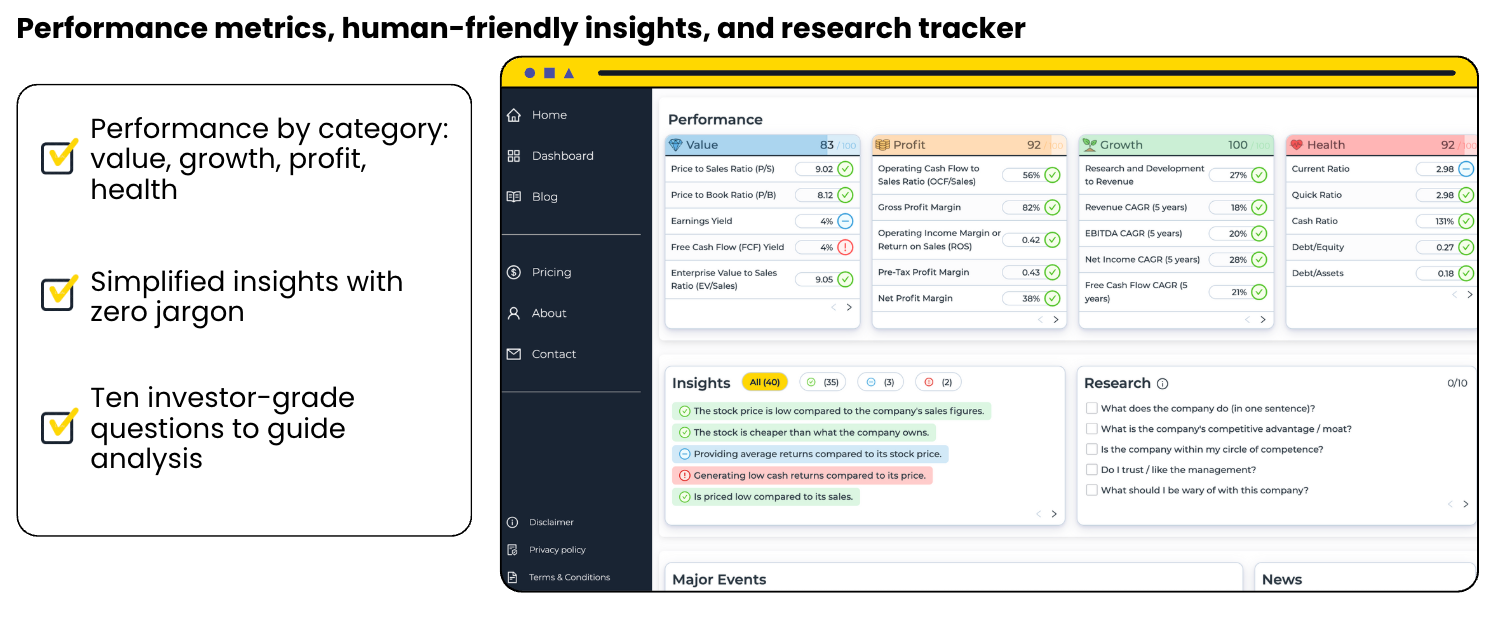 Performance metrics, human-friendly insights, and research tracker
Performance by category:
value, growth, profit,
health
Simplified insights with
zero jargon
Ten investor-grade
questions to guide
analysis
Home
Dashboard
Blog
Pricing
About
Contact
Disclaimer
Privacy policy
Terms & Conditions
Performance
Value 83 / 100
Price to Sales Ratio (P/S) 9.02
Price to Book Ratio (P/B) 8.12
Earnings Yield 4%
Free Cash Flow (FCF) Yield 4%
Enterprise Value to Sales
Ratio (EV/Sales) 9.05
Profit 92
Operating Cash Flow to
Sales Ratio (OCF/Sales) 56%
Gross Profit Margin 82%
Operating Income Margin or
Return on Sales (ROS) 0.42
Pre-Tax Profit Margin 0.43
Net Profit Margin 38%
Growth 100 / 100
Research and Development
to Revenue 27%
Revenue CAGR (5 years) 18%
EBITDA CAGR (5 years) 20%
Net Income CAGR (5 years) 28%
Free Cash Flow CAGR (5
years) 21%
Health 92 / 100
Current Ratio 2.98
Quick Ratio 2.98
Cash Ratio 131%
Debt/Equity 0.27
Debt/Assets 0.18
Insights All (40) (35) (3) (2)
The stock price is low compared to the company's sales figures.
The stock is cheaper than what the company owns.
Providing average returns compared to its stock price.
Generating low cash returns compared to its price.
Is priced low compared to its sales.
Research 0/10
What does the company do (in one sentence)?
What is the company's competitive advantage / moat?
Is the company within my circle of competence?
Do I trust / like the management?
What should I be wary of with this company?
Major Events
News